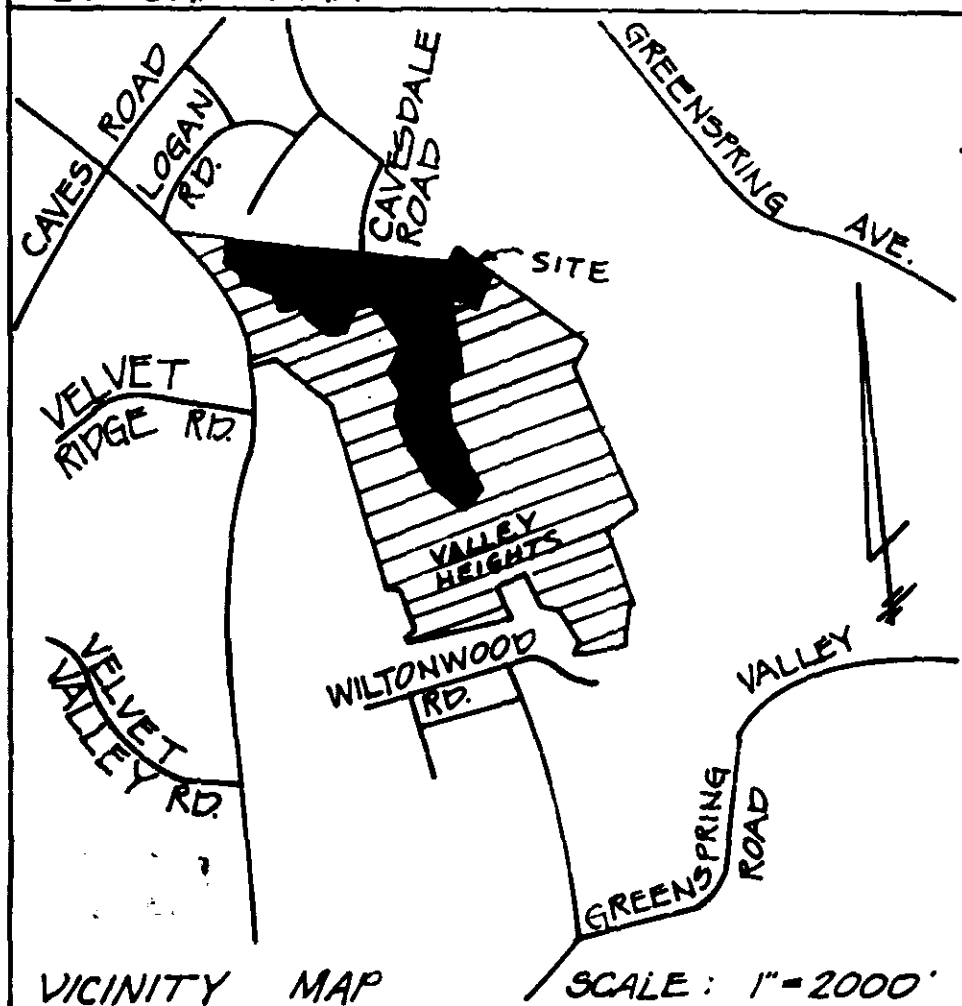 GREENSPRING
AVE.
CAVES ROAD
LOGAN
RD.
CAVESDALE
ROAD
SITE
VELVET
RIDGE RD.
VALLEY
HEIGHTS
WILTONWOOD
RD.
VELVET
VALLEY
RD.
VALLEY
GREENSPRING
ROAD
VICINITY MAP SCALE: 1"=2000'